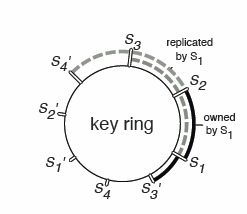 S3
replicated
by S1
S4'
S2
S2'
key ring
owned
by S1
S1'
S1
S4
S3'